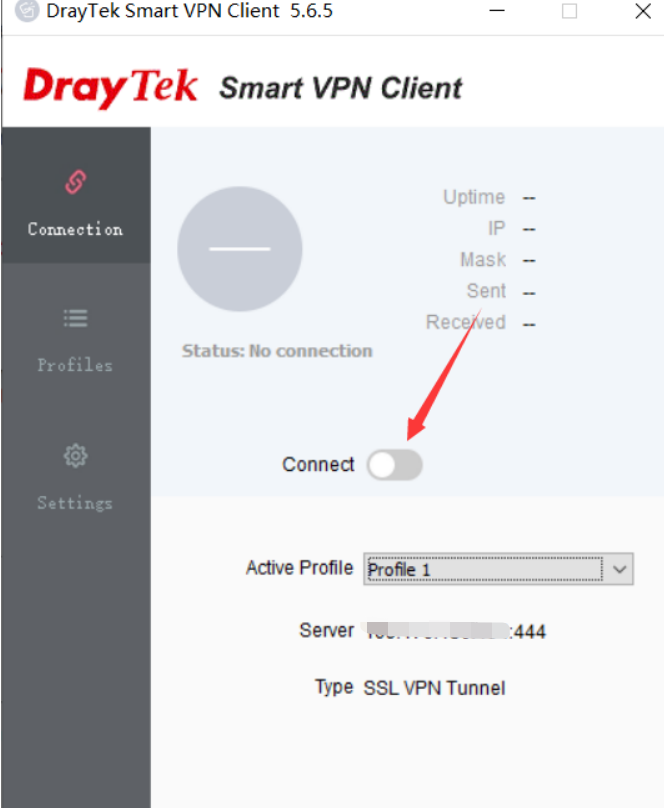 DrayTek Smart VPN Client 5.6.5
DrayTek Smart VPN Client
Connection
Profiles
Settings
Uptime --
IP --
Mask --
Sent --
Received --
Status: No connection
Connect
Active Profile Profile 1
Server :444
Type SSL VPN Tunnel